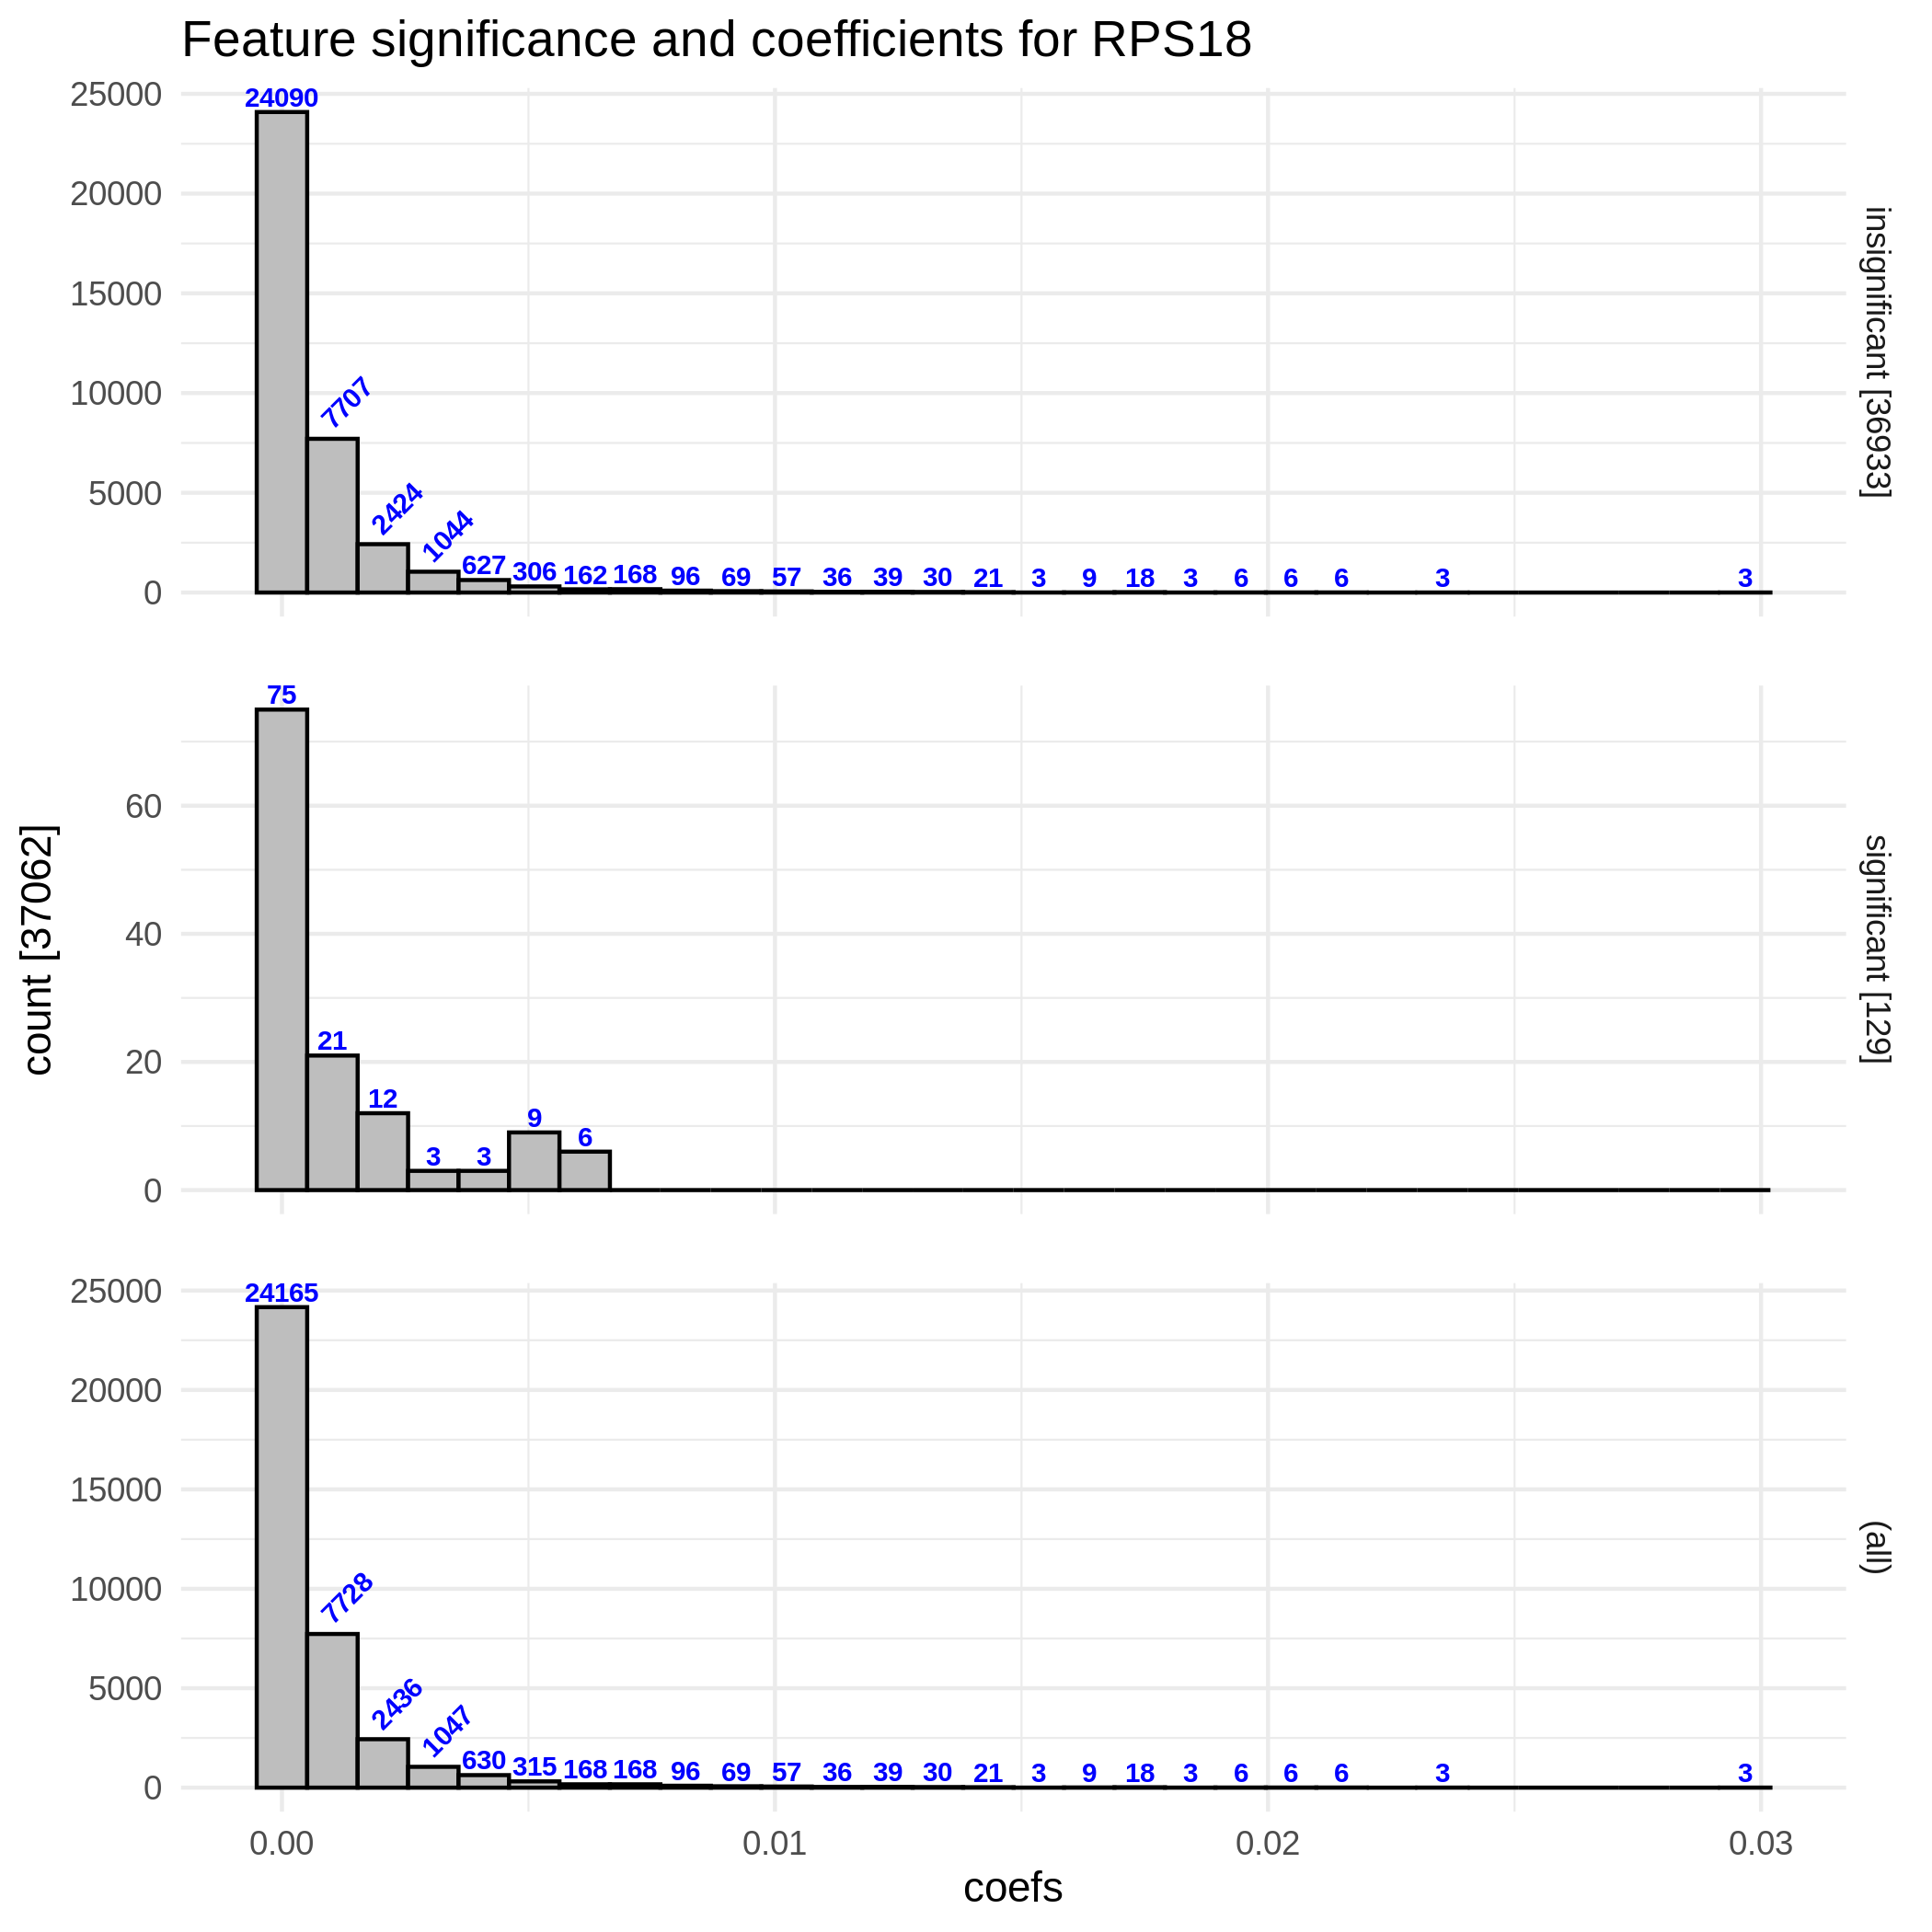 Feature significance and coefficients for RPS18
25000
20000
15000
10000
5000
0
24090
7707
2424
1044
627 306 162 168 96 69 57 36 39 30 21 3 9 18 3 6 6 6 3 3
insignificant [36933]
count [37062]
60
40
20
0
75
21
12
3 3 9 6
significant [129]
25000
20000
15000
10000
5000
0
24165
7728
2436
1047
630 315 168 168 96 69 57 36 39 30 21 3 9 18 3 6 6 6 3 3
(all)
0.00 0.01 0.02 0.03
coefs